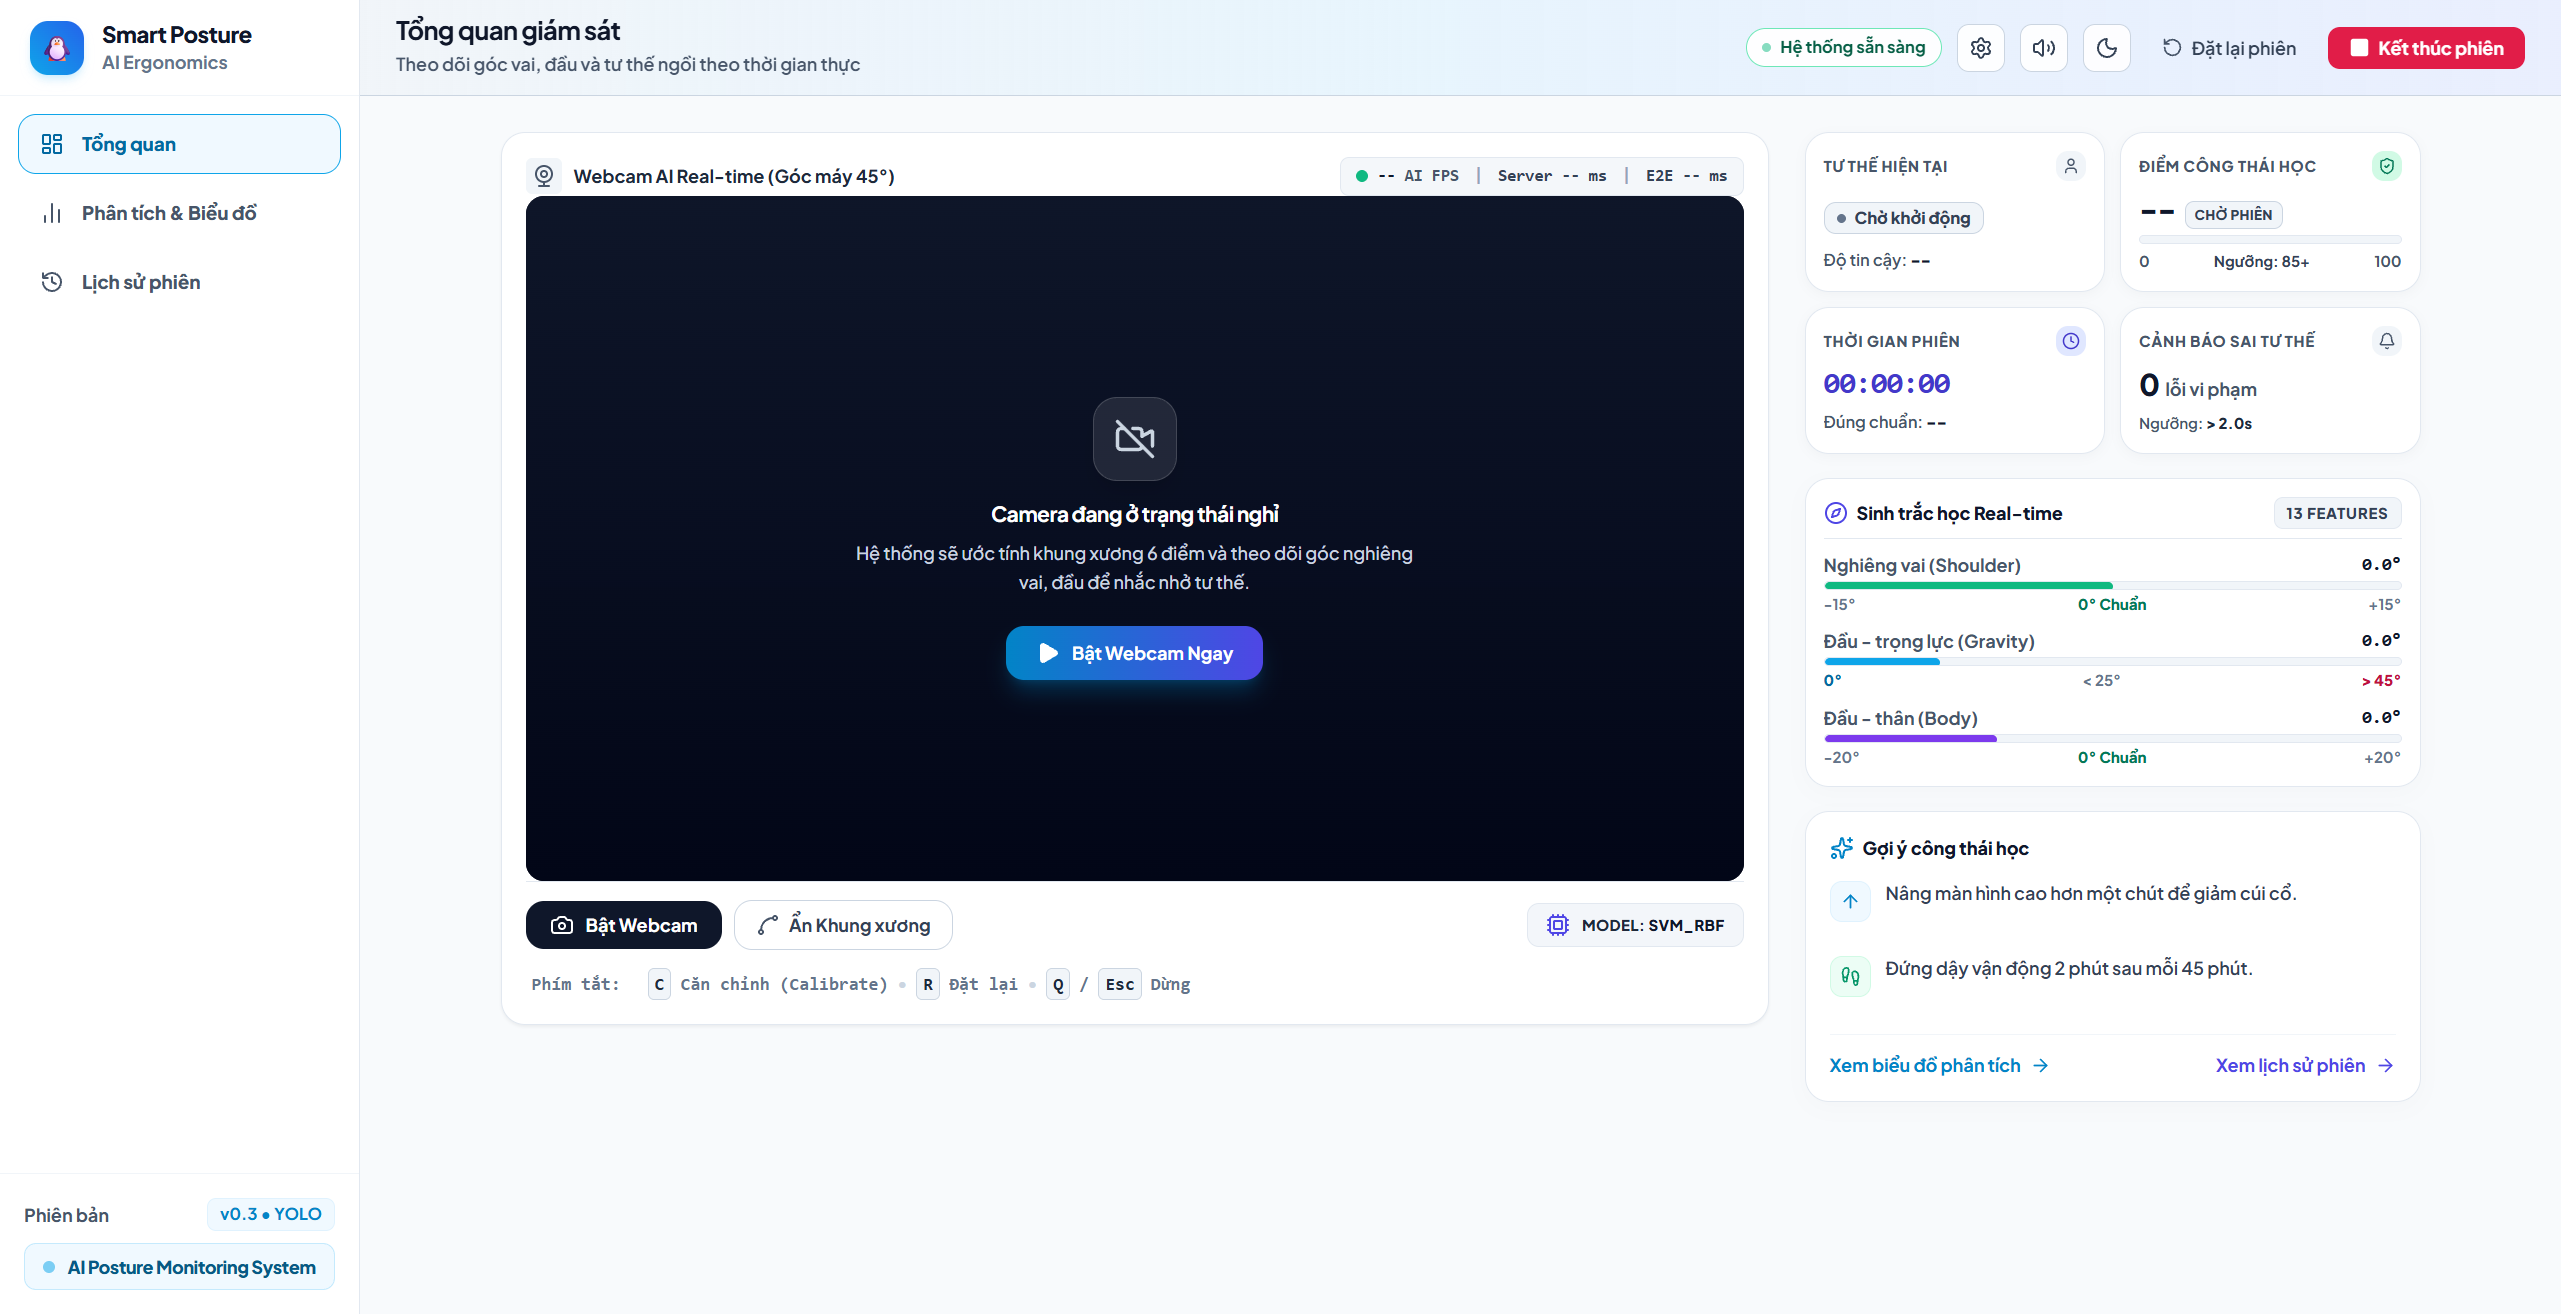 Smart Posture
AI Ergonomics
Tổng quan
Phân tích & Biểu đồ
Lịch sử phiên
Phiên bản
v0.3 • YOLO
AI Posture Monitoring System
Tổng quan giám sát
Theo dõi góc vai, đầu và tư thế ngồi theo thời gian thực
Hệ thống sẵn sàng
Đặt lại phiên
Kết thúc phiên
Webcam AI Real-time (Góc máy 45°)
-- AI FPS | Server -- ms | E2E -- ms
Camera đang ở trạng thái nghỉ
Hệ thống sẽ ước tính khung xương 6 điểm và theo dõi góc nghiêng
vai, đầu để nhắc nhở tư thế.
Bật Webcam Ngay
Bật Webcam
Ẩn Khung xương
MODEL: SVM_RBF
Phím tắt: C Căn chỉnh (Calibrate) • R Đặt lại • Q / Esc Dừng
TƯ THẾ HIỆN TẠI
Chờ khởi động
Độ tin cậy: --
ĐIỂM CÔNG THÁI HỌC
-- CHỜ PHIÊN
0 Ngưỡng: 85+ 100
THỜI GIAN PHIÊN
00:00:00
Đúng chuẩn: --
CẢNH BÁO SAI TƯ THẾ
0 lỗi vi phạm
Ngưỡng: > 2.0s
Sinh trắc học Real-time
13 FEATURES
Nghiêng vai (Shoulder) 0.0°
-15° 0° Chuẩn +15°
Đầu - trọng lực (Gravity) 0.0°
0° < 25° > 45°
Đầu - thân (Body) 0.0°
-20° 0° Chuẩn +20°
Gợi ý công thái học
Nâng màn hình cao hơn một chút để giảm cúi cổ.
Đứng dậy vận động 2 phút sau mỗi 45 phút.
Xem biểu đồ phân tích →
Xem lịch sử phiên →